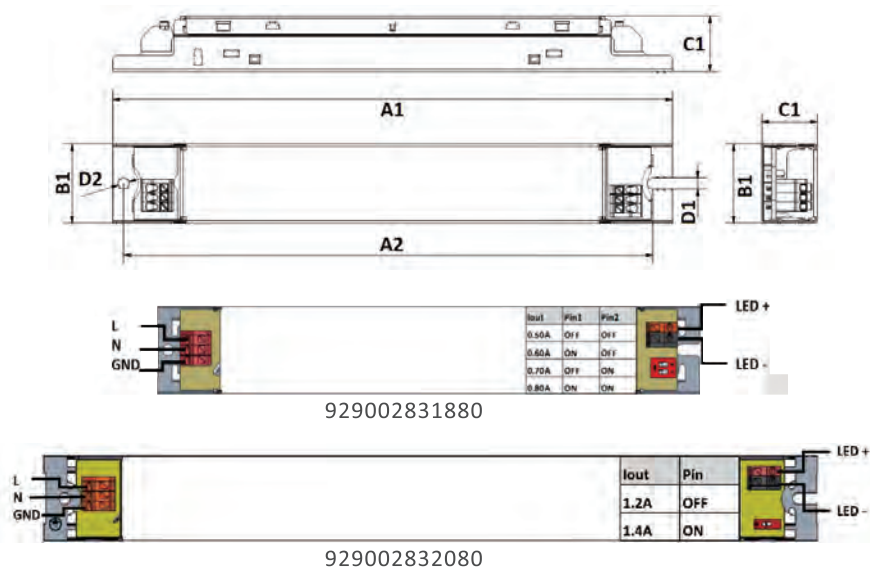 C1
A1
C1
B1
D2
B1
D1
A2
LED +
L
N
GND
Iout Pin1 Pin2
0.50A OFF OFF
0.60A ON OFF
0.70A OFF ON
0.80A ON ON
LED -
929002831880
LED +
L
N
GND
Iout Pin
1.2A OFF
1.4A ON
LED -
929002832080